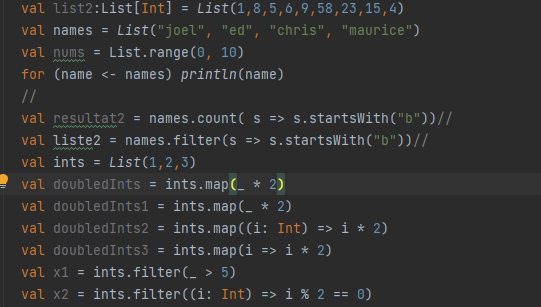 val list2:List[Int] = List(1,8,5,6,9,58,23,15,4)
val names = List("joel", "ed", "chris", "maurice")
val nums = List.range(0, 10)
for (name <- names) println(name)
//
val resultat2 = names.count( s => s.startsWith("b"))//
val liste2 = names.filter(s => s.startsWith("b"))//
val ints = List(1,2,3)
val doubledInts = ints.map(_ * 2)
val doubledInts1 = ints.map(_ * 2)
val doubledInts2 = ints.map((i: Int) => i * 2)
val doubledInts3 = ints.map(i => i * 2)
val x1 = ints.filter(_ > 5)
val x2 = ints.filter((i: Int) => i % 2 == 0)